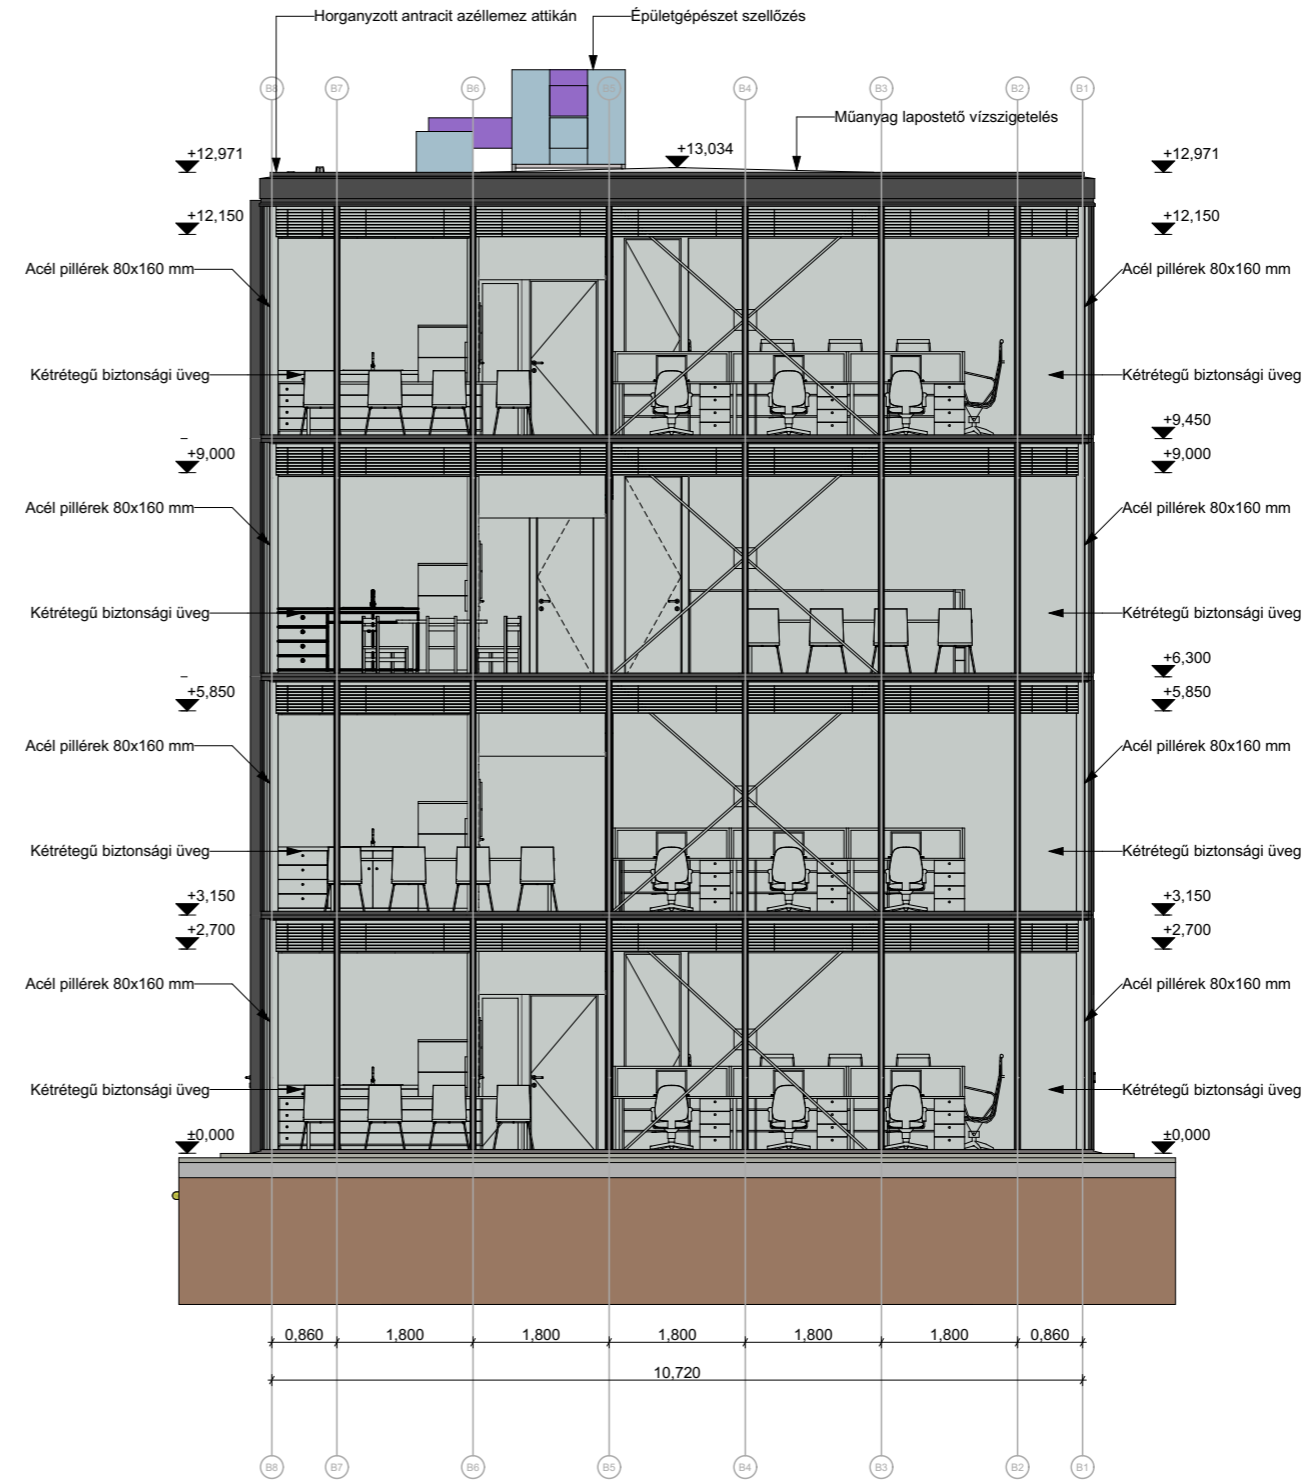 Horganyzott antracit azéllemez attikán
Épületgépészet szellőzés
B8 B7 B6 B5 B4 B3 B2 B1
Műanyag lapostető vízszigetelés
+12,971 +13,034 +12,971
+12,150 +12,150
Acél pillérek 80x160 mm Acél pillérek 80x160 mm
Kétrétegű biztonsági üveg Kétrétegű biztonsági üveg
+9,450
+9,000 +9,000
Acél pillérek 80x160 mm Acél pillérek 80x160 mm
Kétrétegű biztonsági üveg Kétrétegű biztonsági üveg
+6,300
+5,850 +5,850
Acél pillérek 80x160 mm Acél pillérek 80x160 mm
Kétrétegű biztonsági üveg Kétrétegű biztonsági üveg
+3,150 +3,150
+2,700 +2,700
Acél pillérek 80x160 mm Acél pillérek 80x160 mm
Kétrétegű biztonsági üveg Kétrétegű biztonsági üveg
±0,000 ±0,000
0,860 1,800 1,800 1,800 1,800 1,800 0,860
10,720
B8 B7 B6 B5 B4 B3 B2 B1